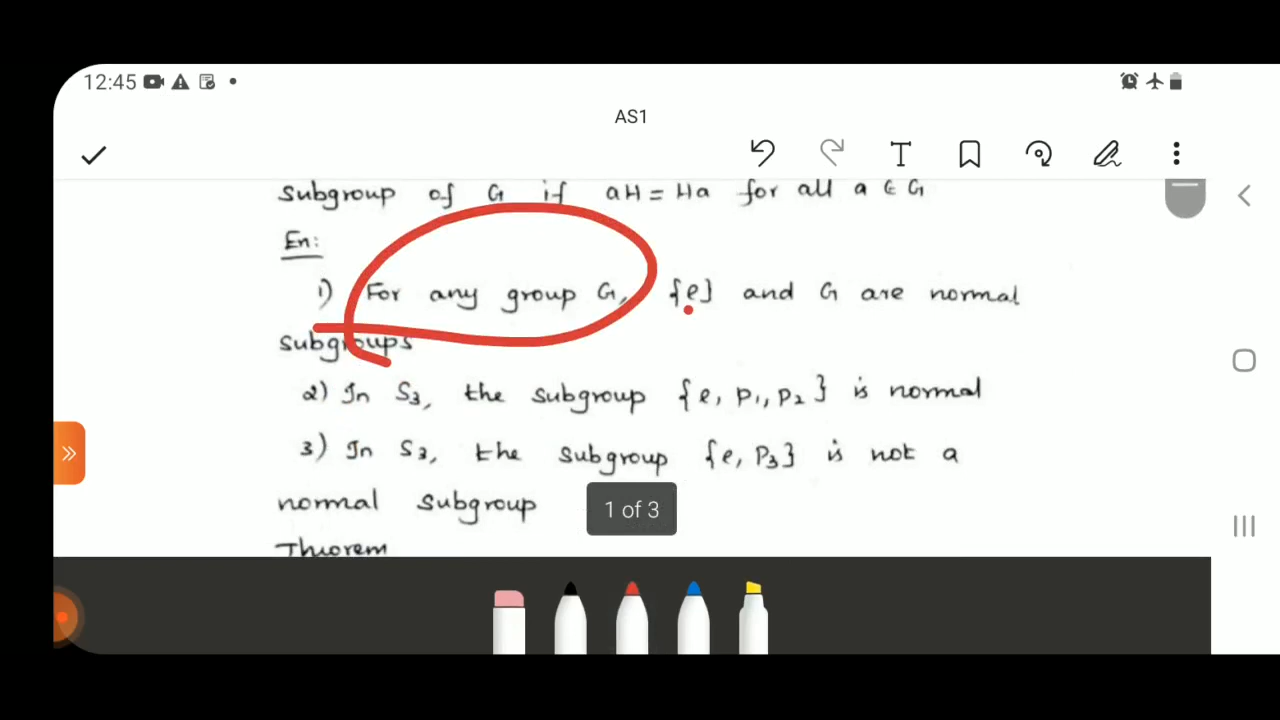 12:45
AS1
Subgroup of G if aH = Ha for all a ∈ G
En:
1) For any group G, {e} and G are normal
subgroups
2) In S3, the subgroup {e, P1, P2} is normal
3) In S3, the subgroup {e, P3} is not a
normal subgroup
1 of 3
Theorem